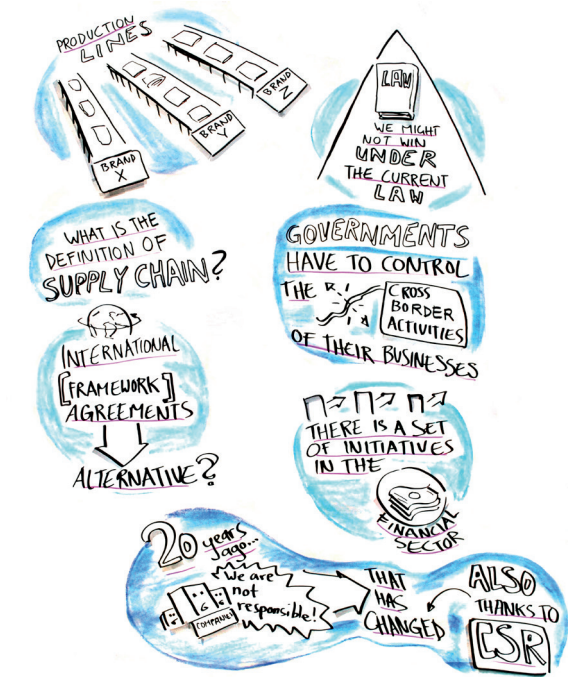 PRODUCTION
LINES
BRAND
X
BRAND
Y
BRAND
Z
LAW
WE MIGHT
NOT WIN
UNDER
THE CURRENT
LAW
WHAT IS THE
DEFINITION OF
SUPPLY CHAIN?
GOVERNMENTS
HAVE TO CONTROL
THE
CROSS
BORDER
ACTIVITIES
OF THEIR BUSINESSES
INTERNATIONAL
[FRAMEWORK]
AGREEMENTS
ALTERNATIVE?
THERE IS A SET
OF INITIATIVES
IN THE
FINANCIAL
SECTOR
20 years
ago...
We are
not
responsible!
COMPANIES
THAT
HAS
CHANGED
ALSO
THANKS TO
CSR